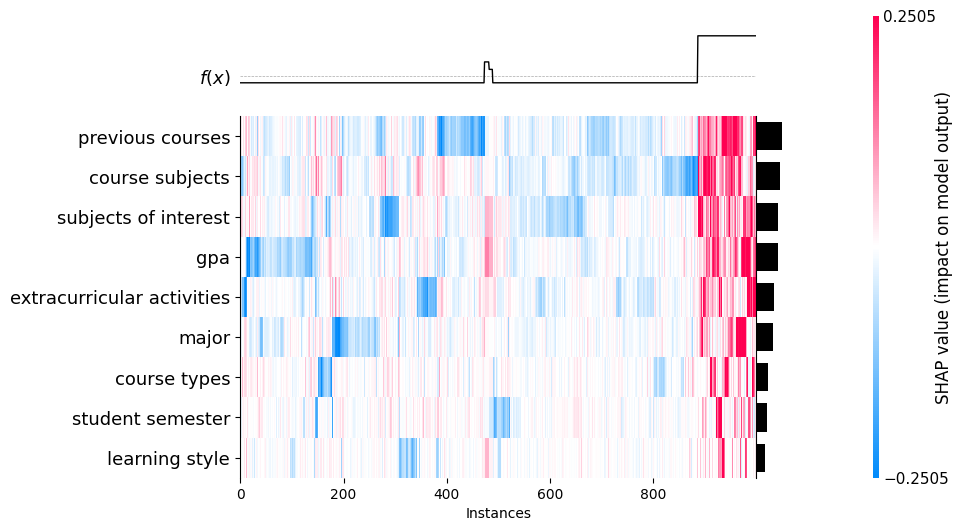 0.2505
f(x)
previous courses
course subjects
subjects of interest
gpa
extracurricular activities
major
course types
student semester
learning style
0 200 400 600 800
Instances
SHAP value (impact on model output)
−0.2505